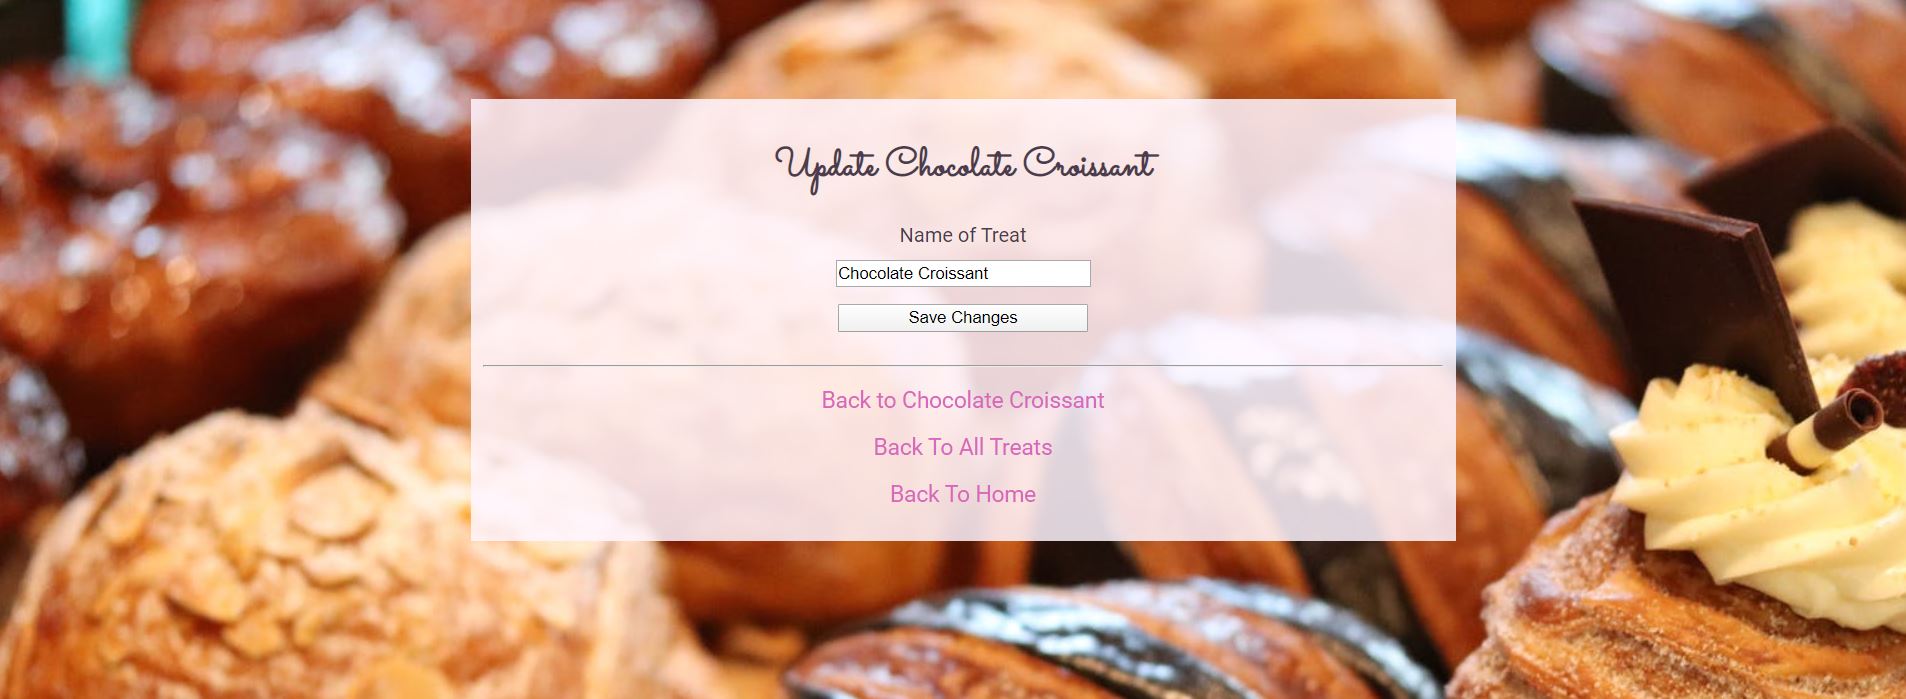 Update Chocolate Croissant
Name of Treat
Chocolate Croissant
Save Changes
Back to Chocolate Croissant
Back To All Treats
Back To Home